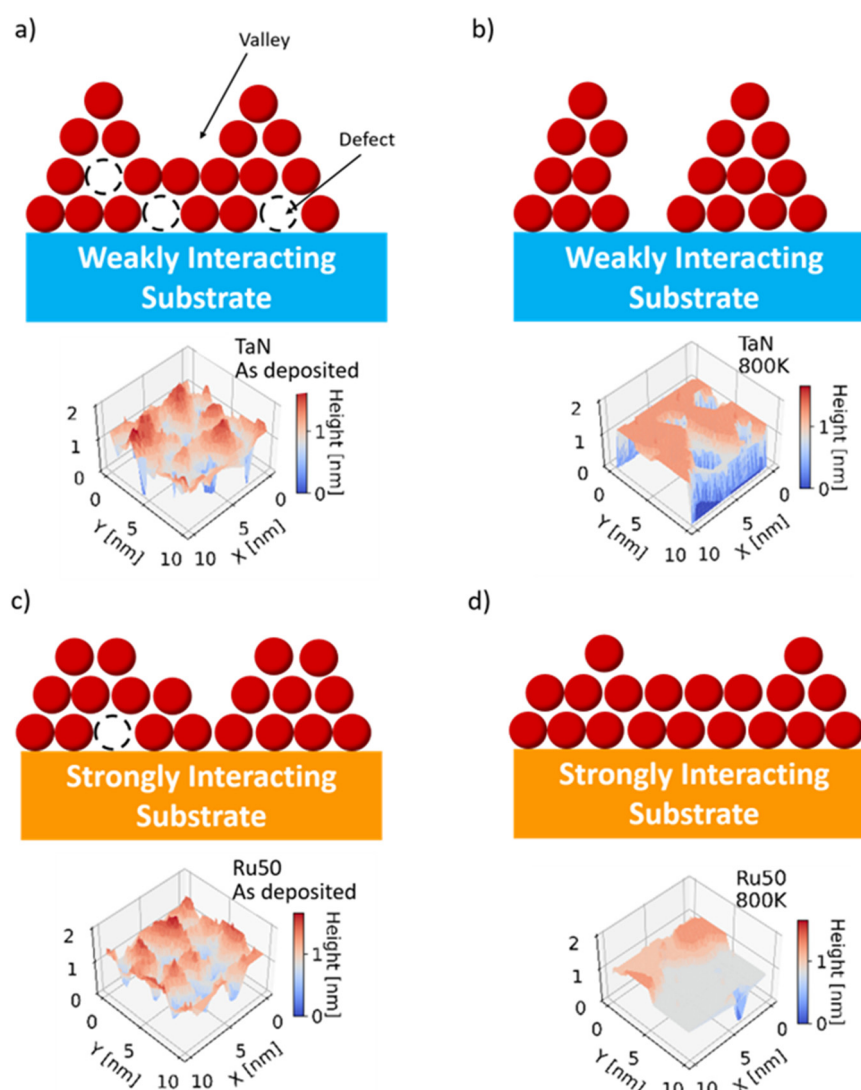 a)
Valley
Defect
Weakly Interacting
Substrate
TaN
As deposited
Height [nm]
2
1
0
1
0
0
5
10
Y [nm]
10
5
0
X [nm]
b)
Weakly Interacting
Substrate
TaN
800K
Height [nm]
2
1
0
1
0
0
5
10
Y [nm]
10
5
0
X [nm]
c)
Strongly Interacting
Substrate
Ru50
As deposited
Height [nm]
2
1
0
1
0
0
5
10
Y [nm]
10
5
0
X [nm]
d)
Strongly Interacting
Substrate
Ru50
800K
Height [nm]
2
1
0
1
0
0
5
10
Y [nm]
10
5
0
X [nm]